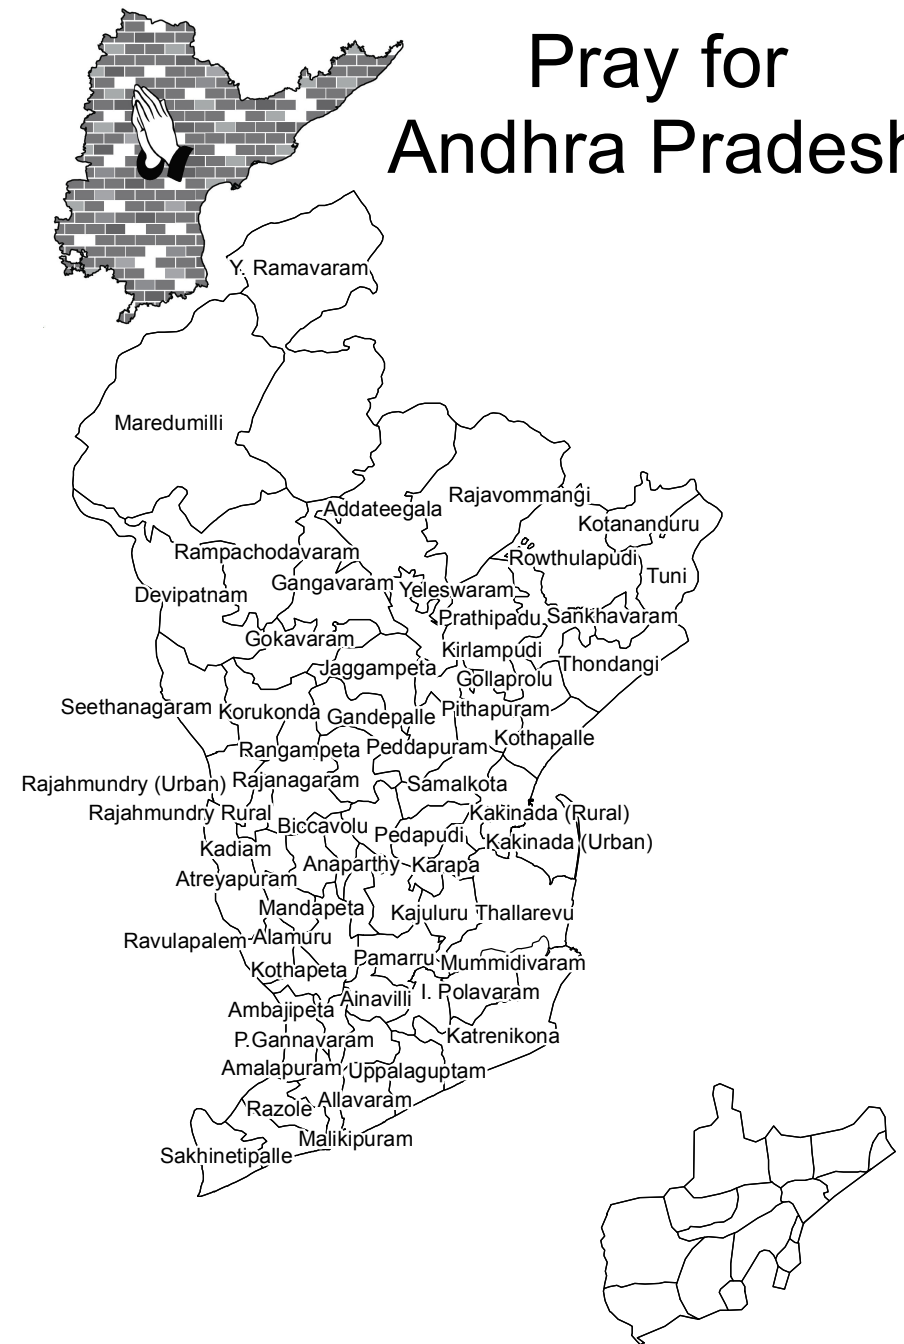 Pray for
Andhra Pradesh
Y. Ramavaram
Maredumilli
Rajavommangi
Addateegala
Kotananduru
Rampachodavaram
Rowthulapudi
Tuni
Gangavaram
Yeleswaram
Devipatnam
Prathipadu
Sankhavaram
Gokavaram
Kirlampudi
Jaggampeta
Thondangi
Gollaprolu
Seethanagaram
Korukonda
Gandepalle
Pithapuram
Rangampeta
Peddapuram
Kothapalle
Rajahmundry (Urban)
Rajanagaram
Samalkota
Rajahmundry Rural
Kakinada (Rural)
Biccavolu
Pedapudi
Kakinada (Urban)
Kadiam
Anaparthy
Karapa
Atreyapuram
Mandapeta
Kajuluru
Thallarevu
Ravulapalem
Alamuru
Pamarru
Mummidivaram
Kothapeta
I. Polavaram
Ainavilli
Ambajipeta
Katrenikona
P.Gannavaram
Amalapuram
Uppalaguptam
Razole
Allavaram
Malikipuram
Sakhinetipalle